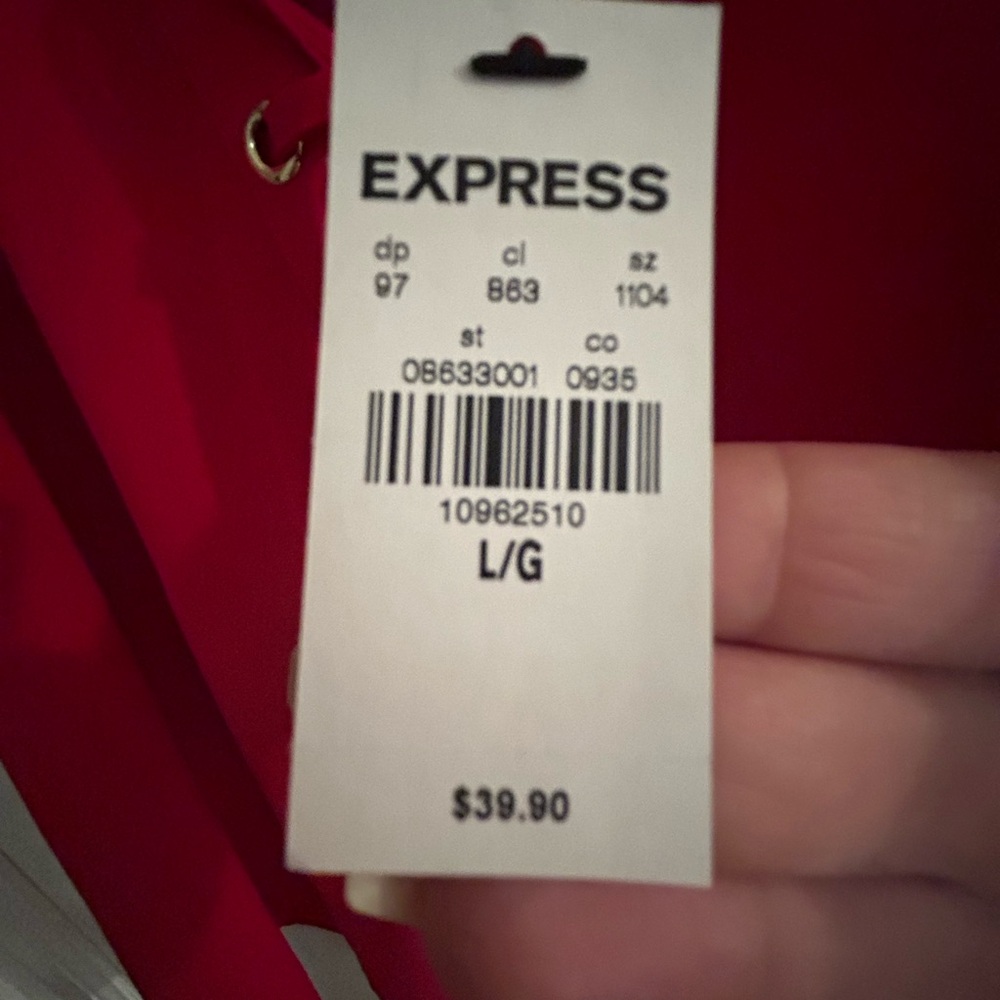 EXPRESS
dp cl sz
97 863 1104
st co
08633001 0935
10962510
L/G
$39.90